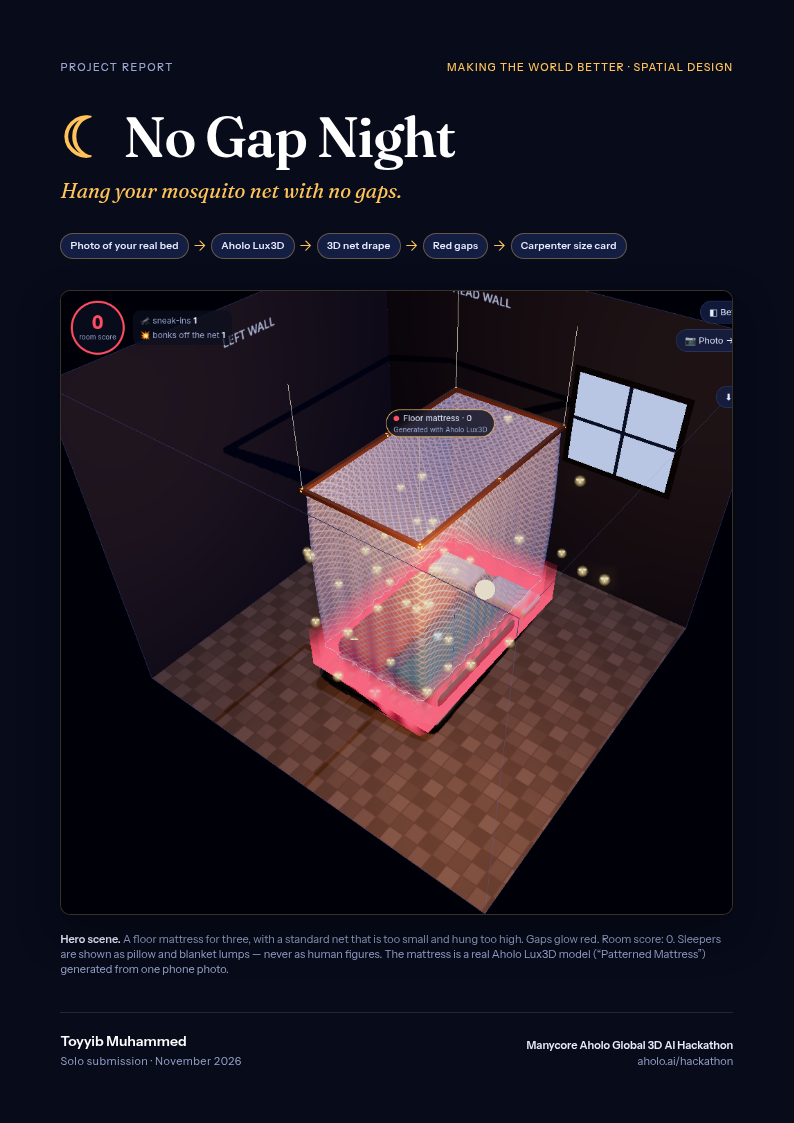 PROJECT REPORT
MAKING THE WORLD BETTER · SPATIAL DESIGN
No Gap Night
Hang your mosquito net with no gaps.
Photo of your real bed → Aholo Lux3D → 3D net drape → Red gaps → Carpenter size card
0
room score
sneak-ins 1
bonks off the net 1
LEFT WALL
EAD WALL
Be
Photo →
Floor mattress · 0
Generated with Aholo Lux3D
Hero scene. A floor mattress for three, with a standard net that is too small and hung too high. Gaps glow red. Room score: 0. Sleepers
are shown as pillow and blanket lumps — never as human figures. The mattress is a real Aholo Lux3D model (“Patterned Mattress”)
generated from one phone photo.
Toyyib Muhammed
Solo submission · November 2026
Manycore Aholo Global 3D AI Hackathon
aholo.ai/hackathon